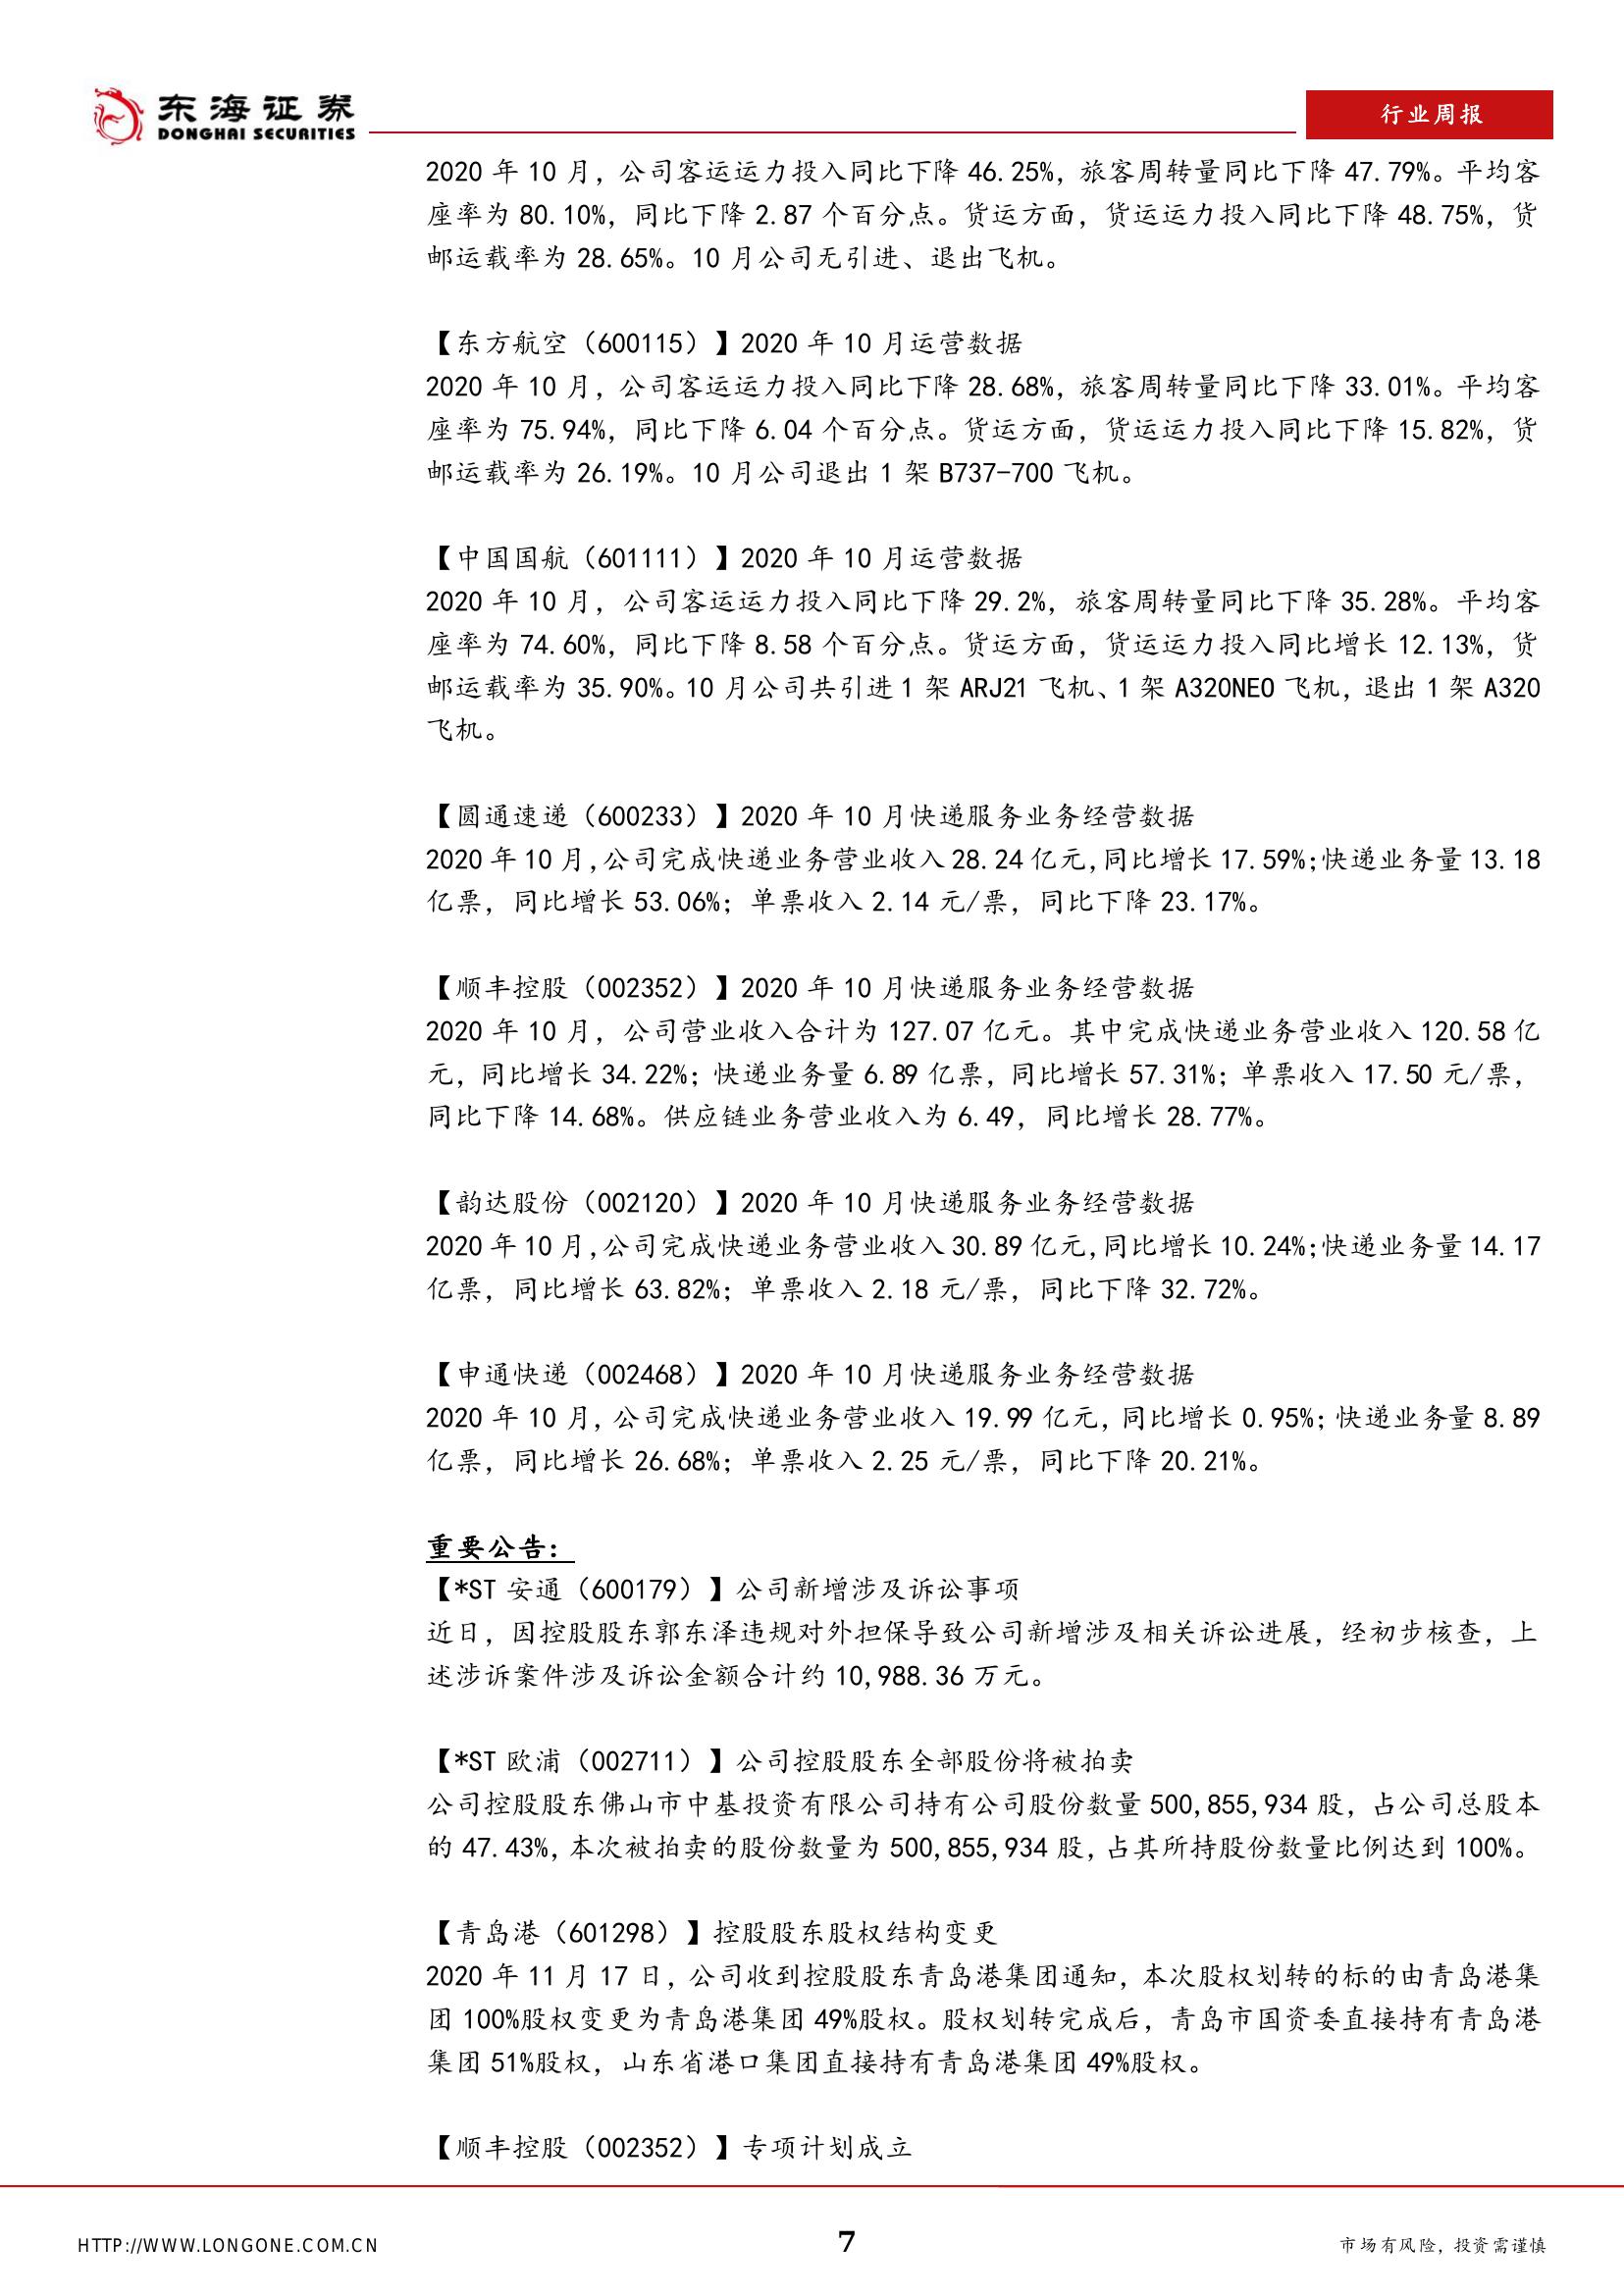 东海证券
DONGHAI SECURITIES
行业周报
2020 年 10 月，公司客运运力投入同比下降 46.25%，旅客周转量同比下降 47.79%。平均客
座率为 80.10%，同比下降 2.87 个百分点。货运方面，货运运力投入同比下降 48.75%，货
邮运载率为 28.65%。10 月公司无引进、退出飞机。
【东方航空（600115）】2020 年 10 月运营数据
2020 年 10 月，公司客运运力投入同比下降 28.68%，旅客周转量同比下降 33.01%。平均客
座率为 75.94%，同比下降 6.04 个百分点。货运方面，货运运力投入同比下降 15.82%，货
邮运载率为 26.19%。10 月公司退出 1 架 B737-700 飞机。
【中国国航（601111）】2020 年 10 月运营数据
2020 年 10 月，公司客运运力投入同比下降 29.2%，旅客周转量同比下降 35.28%。平均客
座率为 74.60%，同比下降 8.58 个百分点。货运方面，货运运力投入同比增长 12.13%，货
邮运载率为 35.90%。10 月公司共引进 1 架 ARJ21 飞机、1 架 A320NEO 飞机，退出 1 架 A320
飞机。
【圆通速递（600233）】2020 年 10 月快递服务业务经营数据
2020 年 10 月，公司完成快递业务营业收入 28.24 亿元，同比增长 17.59%；快递业务量 13.18
亿票，同比增长 53.06%；单票收入 2.14 元/票，同比下降 23.17%。
【顺丰控股（002352）】2020 年 10 月快递服务业务经营数据
2020 年 10 月，公司营业收入合计为 127.07 亿元。其中完成快递业务营业收入 120.58 亿
元，同比增长 34.22%；快递业务量 6.89 亿票，同比增长 57.31%；单票收入 17.50 元/票，
同比下降 14.68%。供应链业务营业收入为 6.49，同比增长 28.77%。
【韵达股份（002120）】2020 年 10 月快递服务业务经营数据
2020 年 10 月，公司完成快递业务营业收入 30.89 亿元，同比增长 10.24%；快递业务量 14.17
亿票，同比增长 63.82%；单票收入 2.18 元/票，同比下降 32.72%。
【申通快递（002468）】2020 年 10 月快递服务业务经营数据
2020 年 10 月，公司完成快递业务营业收入 19.99 亿元，同比增长 0.95%；快递业务量 8.89
亿票，同比增长 26.68%；单票收入 2.25 元/票，同比下降 20.21%。
重要公告：
【*ST 安通（600179）】公司新增涉及诉讼事项
近日，因控股股东郭东泽违规对外担保导致公司新增涉及相关诉讼进展，经初步核查，上
述涉诉案件涉及诉讼金额合计约 10,988.36 万元。
【*ST 欧浦（002711）】公司控股股东全部股份将被拍卖
公司控股股东佛山市中基投资有限公司持有公司股份数量 500,855,934 股，占公司总股本
的 47.43%，本次被拍卖的股份数量为 500,855,934 股，占其所持股份数量比例达到 100%。
【青岛港（601298）】控股股东股权结构变更
2020 年 11 月 17 日，公司收到控股股东青岛港集团通知，本次股权划转的标的由青岛港集
团 100%股权变更为青岛港集团 49%股权。股权划转完成后，青岛市国资委直接持有青岛港
集团 51%股权，山东省港口集团直接持有青岛港集团 49%股权。
【顺丰控股（002352）】专项计划成立
HTTP://WWW.LONGONE.COM.CN
7
市场有风险，投资需谨慎